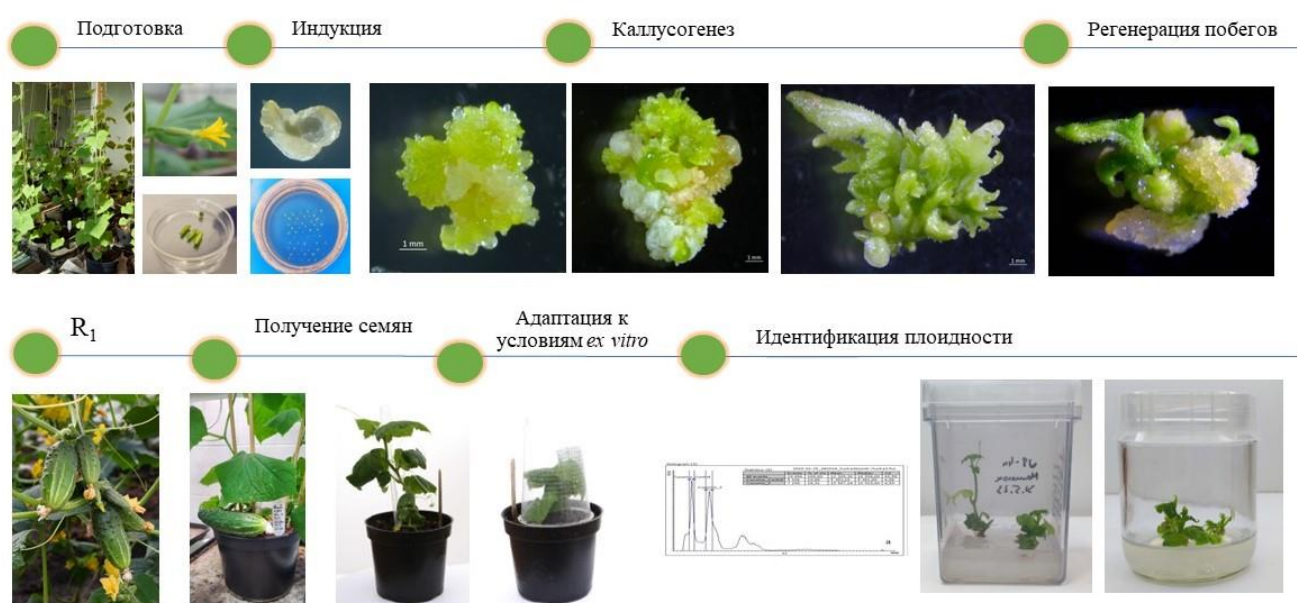 Подготовка
Индукция
Каллусогенез
Регенерация побегов
1 mm
1 mm
1 mm
R1
Получение семян
Адаптация к
условиям ex vitro
Идентификация плоидности